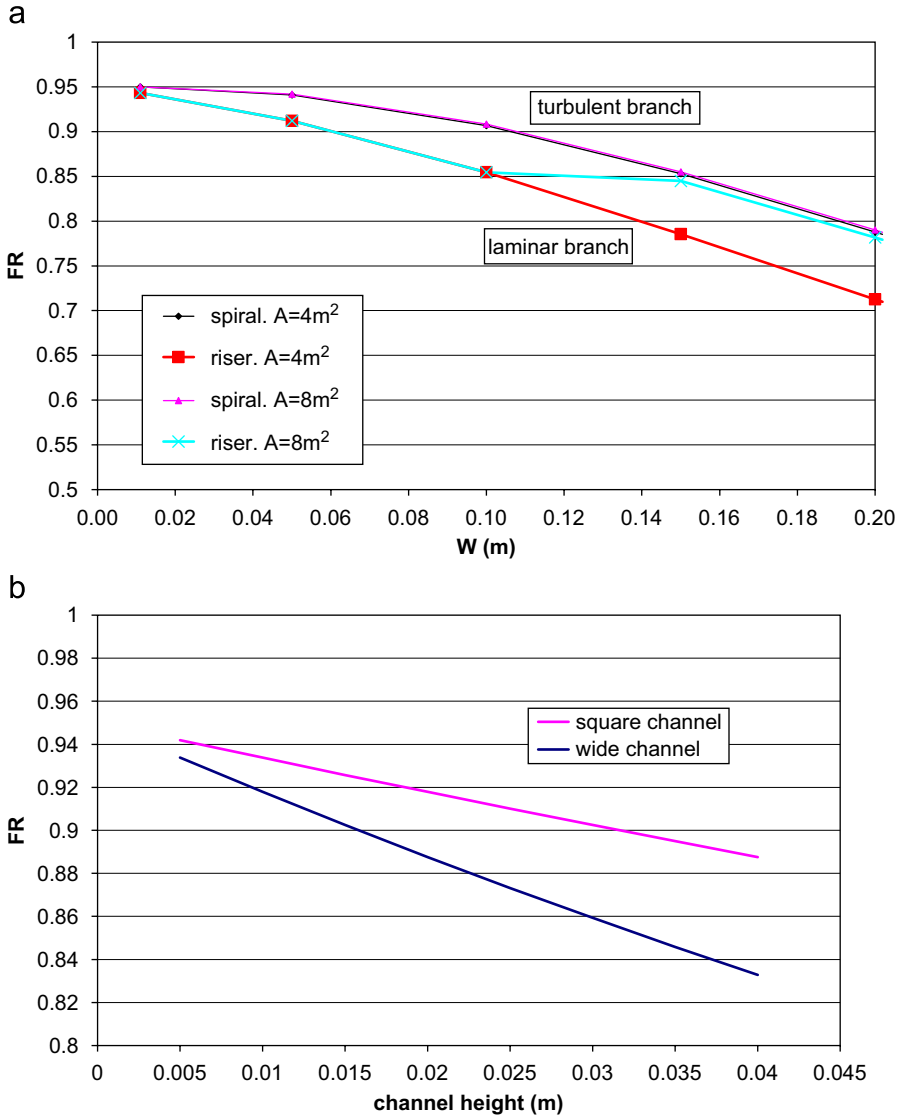 a
1
0.95
0.9
0.85
0.8
0.75
0.7
0.65
0.6
0.55
0.5
FR
turbulent branch
laminar branch
spiral. A=4m²
riser. A=4m²
spiral. A=8m²
riser. A=8m²
0.00 0.02 0.04 0.06 0.08 0.10 0.12 0.14 0.16 0.18 0.20
W (m)
b
1
0.98
0.96
0.94
0.92
0.9
0.88
0.86
0.84
0.82
0.8
FR
square channel
wide channel
0 0.005 0.01 0.015 0.02 0.025 0.03 0.035 0.04 0.045
channel height (m)